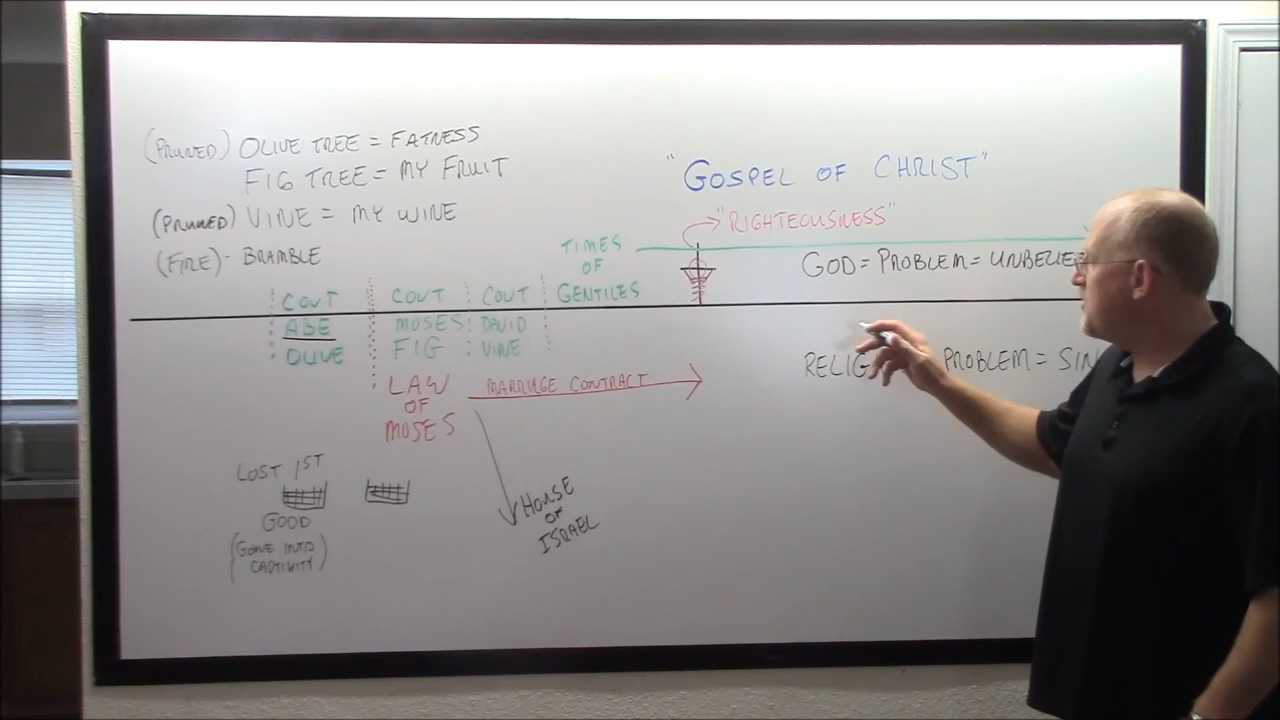 (PRUNED) OLIVE TREE = FATNESS
FIG TREE = MY FRUIT
(PRUNED) VINE = MY WINE
(FIRE) - BRAMBLE
"GOSPEL OF CHRIST"
"RIGHTEOUSNESS"
TIMES
OF
GENTILES
GOD = PROBLEM = UNBELIEF
COVT
ABE
OLIVE
COVT
MOSES
FIG
COVT
DAVID
VINE
LAW
OF
MOSES
MARRIAGE CONTRACT
RELIG PROBLEM = SIN
LOST 1ST
GOOD
(GONE INTO
CAPTIVITY)
HOUSE
OF
ISRAEL